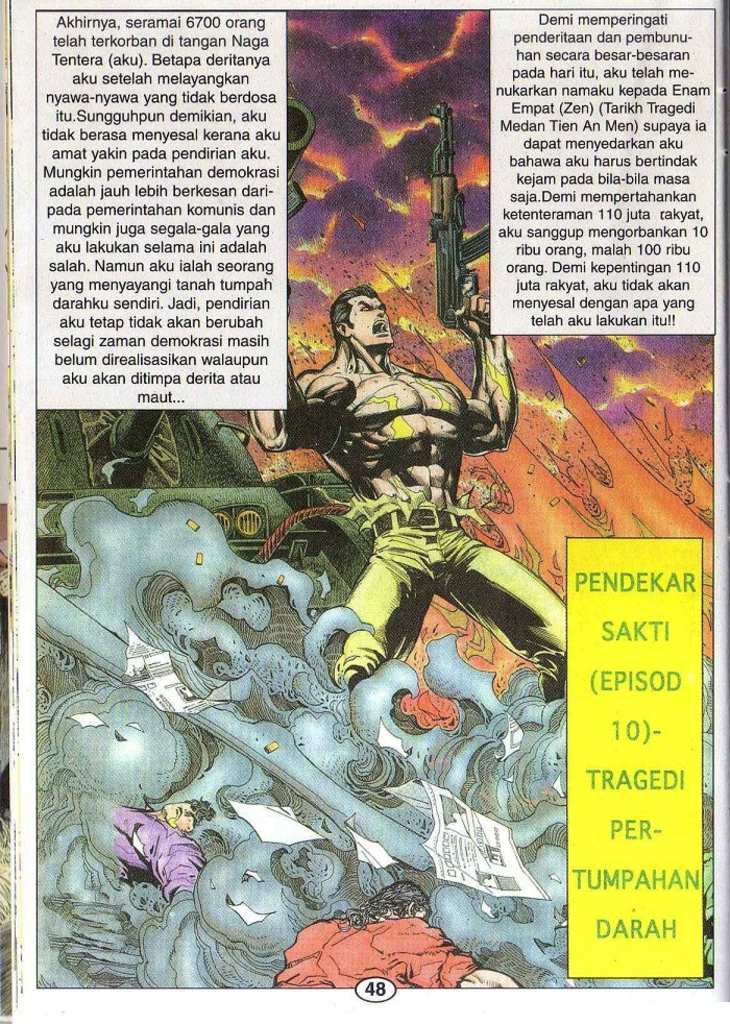 Akhirnya, seramai 6700 orang
telah terkorban di tangan Naga
Tentera (aku). Betapa deritanya
aku setelah melayangkan
nyawa-nyawa yang tidak berdosa
itu.Sungguhpun demikian, aku
tidak berasa menyesal kerana aku
amat yakin pada pendirian aku.
Mungkin pemerintahan demokrasi
adalah jauh lebih berkesan dari-
pada pemerintahan komunis dan
mungkin juga segala-gala yang
aku lakukan selama ini adalah
salah. Namun aku ialah seorang
yang menyayangi tanah tumpah
darahku sendiri. Jadi, pendirian
aku tetap tidak akan berubah
selagi zaman demokrasi masih
belum direalisasikan walaupun
aku akan ditimpa derita atau
maut...
Demi memperingati
penderitaan dan pembunu-
han secara besar-besaran
pada hari itu, aku telah me-
nukarkan namaku kepada Enam
Empat (Zen) (Tarikh Tragedi
Medan Tien An Men) supaya ia
dapat menyedarkan aku
bahawa aku harus bertindak
kejam pada bila-bila masa
saja.Demi mempertahankan
ketenteraman 110 juta rakyat,
aku sanggup mengorbankan 10
ribu orang, malah 100 ribu
orang. Demi kepentingan 110
juta rakyat, aku tidak akan
menyesal dengan apa yang
telah aku lakukan itu!!
PENDEKAR
SAKTI
(EPISOD
10)-
TRAGEDI
PER-
TUMPAHAN
DARAH
48